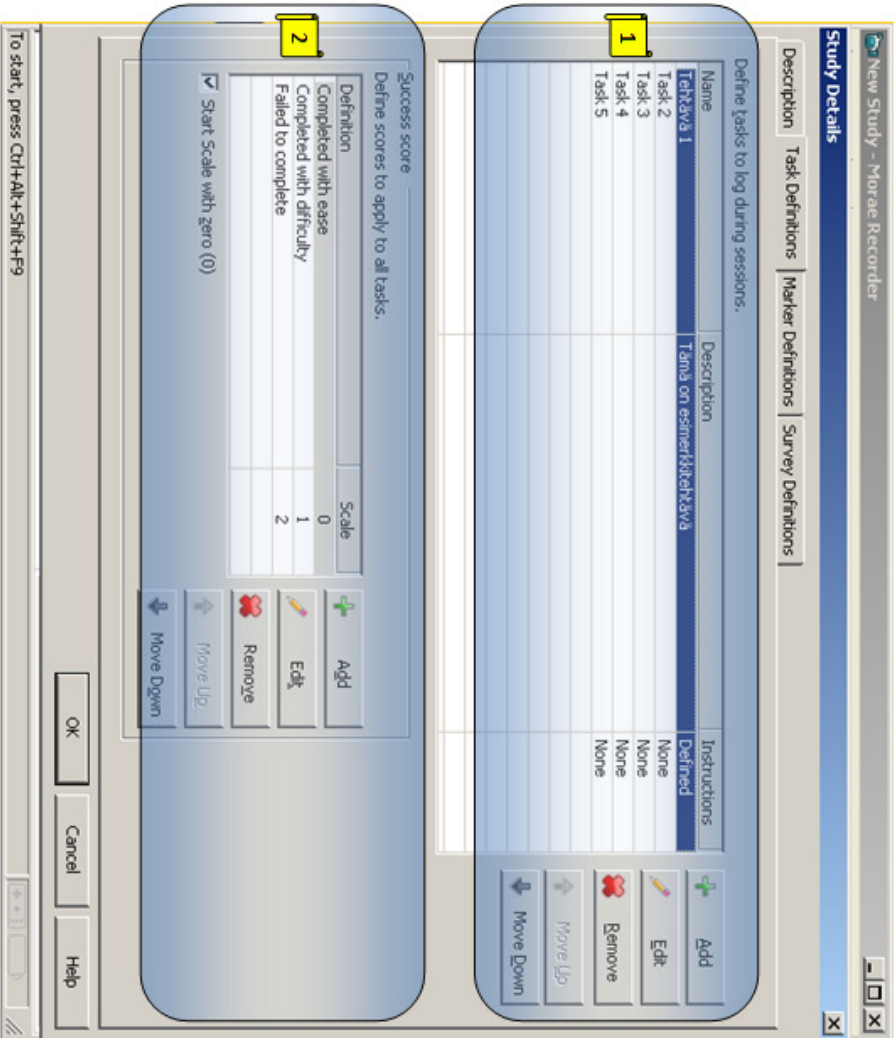 New Study - Morae Recorder
Study Details
Description Task Definitions Marker Definitions Survey Definitions
Define tasks to log during sessions.
Name Description Instructions
Tehtävä 1 Tämä on esimerkkitehtävä Defined
Task 2 None
Task 3 None
Task 4 None
Task 5 None
Add
Edit
Remove
Move Up
Move Down
1
Success score
Define scores to apply to all tasks.
Definition Scale
Completed with ease 0
Completed with difficulty 1
Failed to complete 2
Add
Edit
Remove
Move Up
Move Down
2
Start Scale with zero (0)
OK Cancel Help
To start, press Ctrl+Alt+Shift+F9